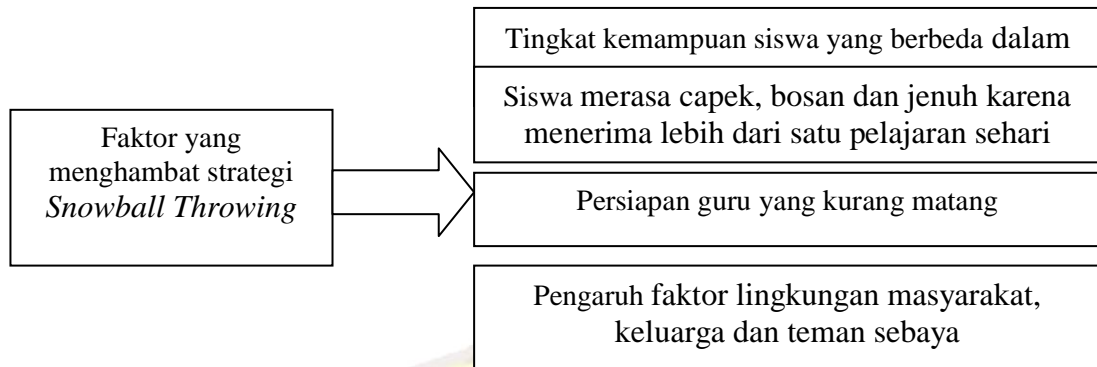 Faktor yang
menghambat strategi
Snowball Throwing
Tingkat kemampuan siswa yang berbeda dalam
Siswa merasa capek, bosan dan jenuh karena
menerima lebih dari satu pelajaran sehari
Persiapan guru yang kurang matang
Pengaruh faktor lingkungan masyarakat,
keluarga dan teman sebaya